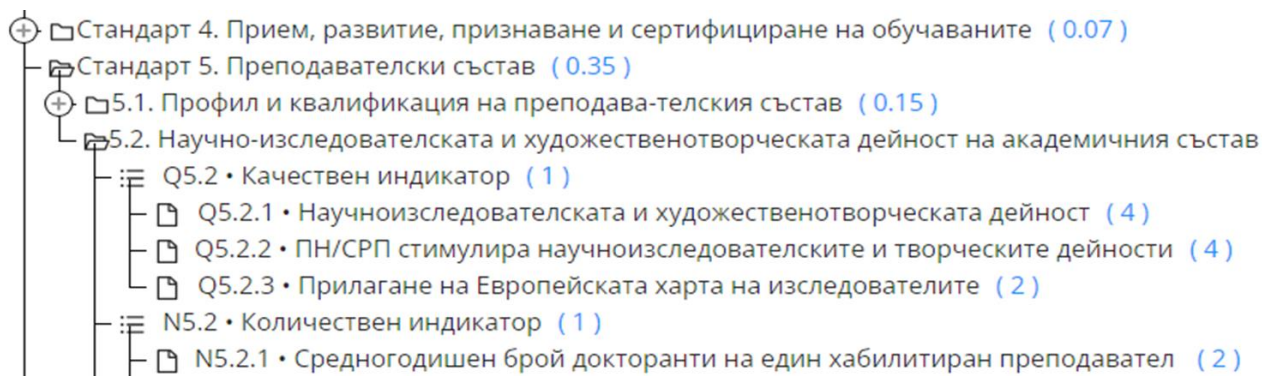 Стандарт 4. Прием, развитие, признаване и сертифициране на обучаваните ( 0.07 )
Стандарт 5. Преподавателски състав ( 0.35 )
5.1. Профил и квалификация на преподава-телския състав ( 0.15 )
5.2. Научно-изследователската и художественотворческата дейност на академичния състав
Q5.2 • Качествен индикатор ( 1 )
Q5.2.1 • Научноизследователската и художественотворческата дейност ( 4 )
Q5.2.2 • ПН/СРП стимулира научноизследователските и творческите дейности ( 4 )
Q5.2.3 • Прилагане на Европейската харта на изследователите ( 2 )
N5.2 • Количествен индикатор ( 1 )
N5.2.1 • Средногодишен брой докторанти на един хабилитиран преподавател ( 2 )